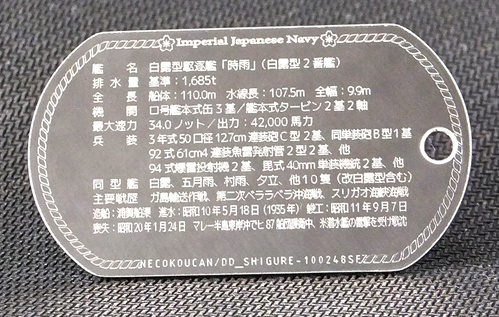 Imperial Japanese Navy
艦 名 白露型駆逐艦「時雨」(白露型2番艦)
排水量 基準:1,685t
全 長 船体:110.0m 水線長:107.5m 全幅:9.9m
機 関 ロ号艦本式缶3基/艦本式タービン2基2軸
最大速力 34.0ノット/出力:42,000馬力
兵 装 3年式50口径12.7cm連装砲C型2基、同単装砲B型1基
92式61cm4連装魚雷発射管2型2基、他
94式爆雷投射機2基、毘式40mm単装機銃2基、他
同型艦 白露、五月雨、村雨、夕立、他10隻(改白露型含む)
主要戦歴 ガ島輸送作戦、第二次ベララベラ沖海戦、スリガオ海峡海戦
造船:浦賀船渠 進水:昭和10年5月18日(1935年) 竣工:昭和11年9月7日
喪失:昭和20年1月24日 マレー半島東岸沖でヒ87船団護衛中、米潜水艦の雷撃を受け戦沈
NECOKOUCAN/DD_SHIGURE-100248SE